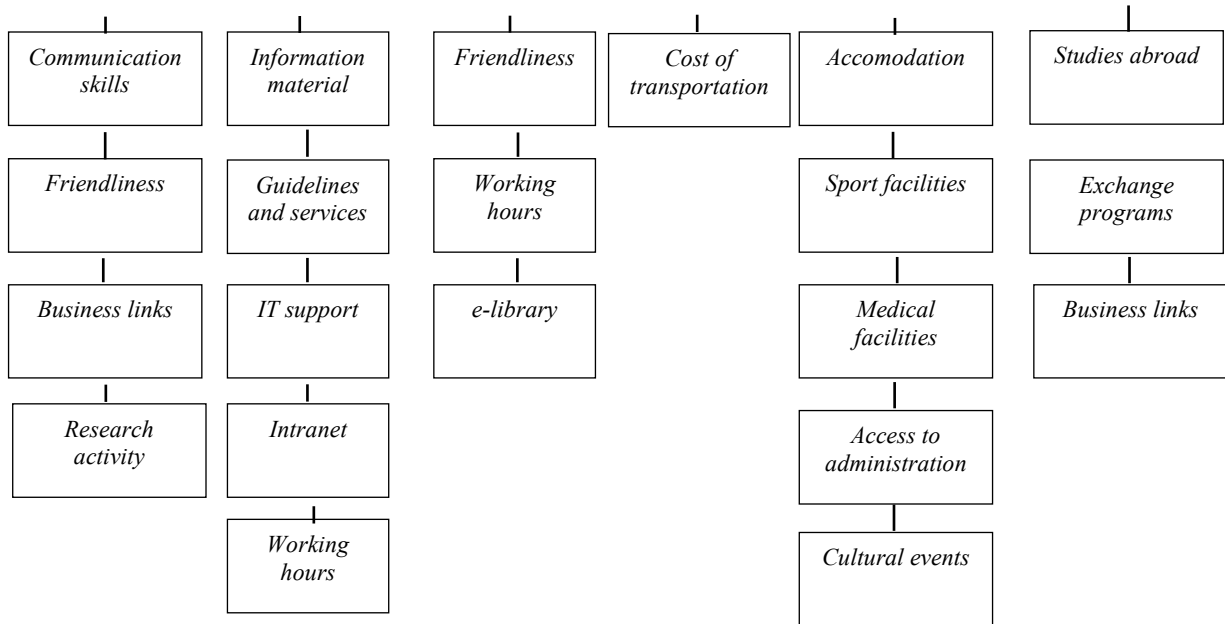 Communication
skills
Information
material
Friendliness
Cost of
transportation
Accomodation
Studies abroad
Friendliness
Guidelines
and services
Working
hours
Sport facilities
Exchange
programs
Business links
IT support
e-library
Medical
facilities
Business links
Research
activity
Intranet
Access to
administration
Working
hours
Cultural events